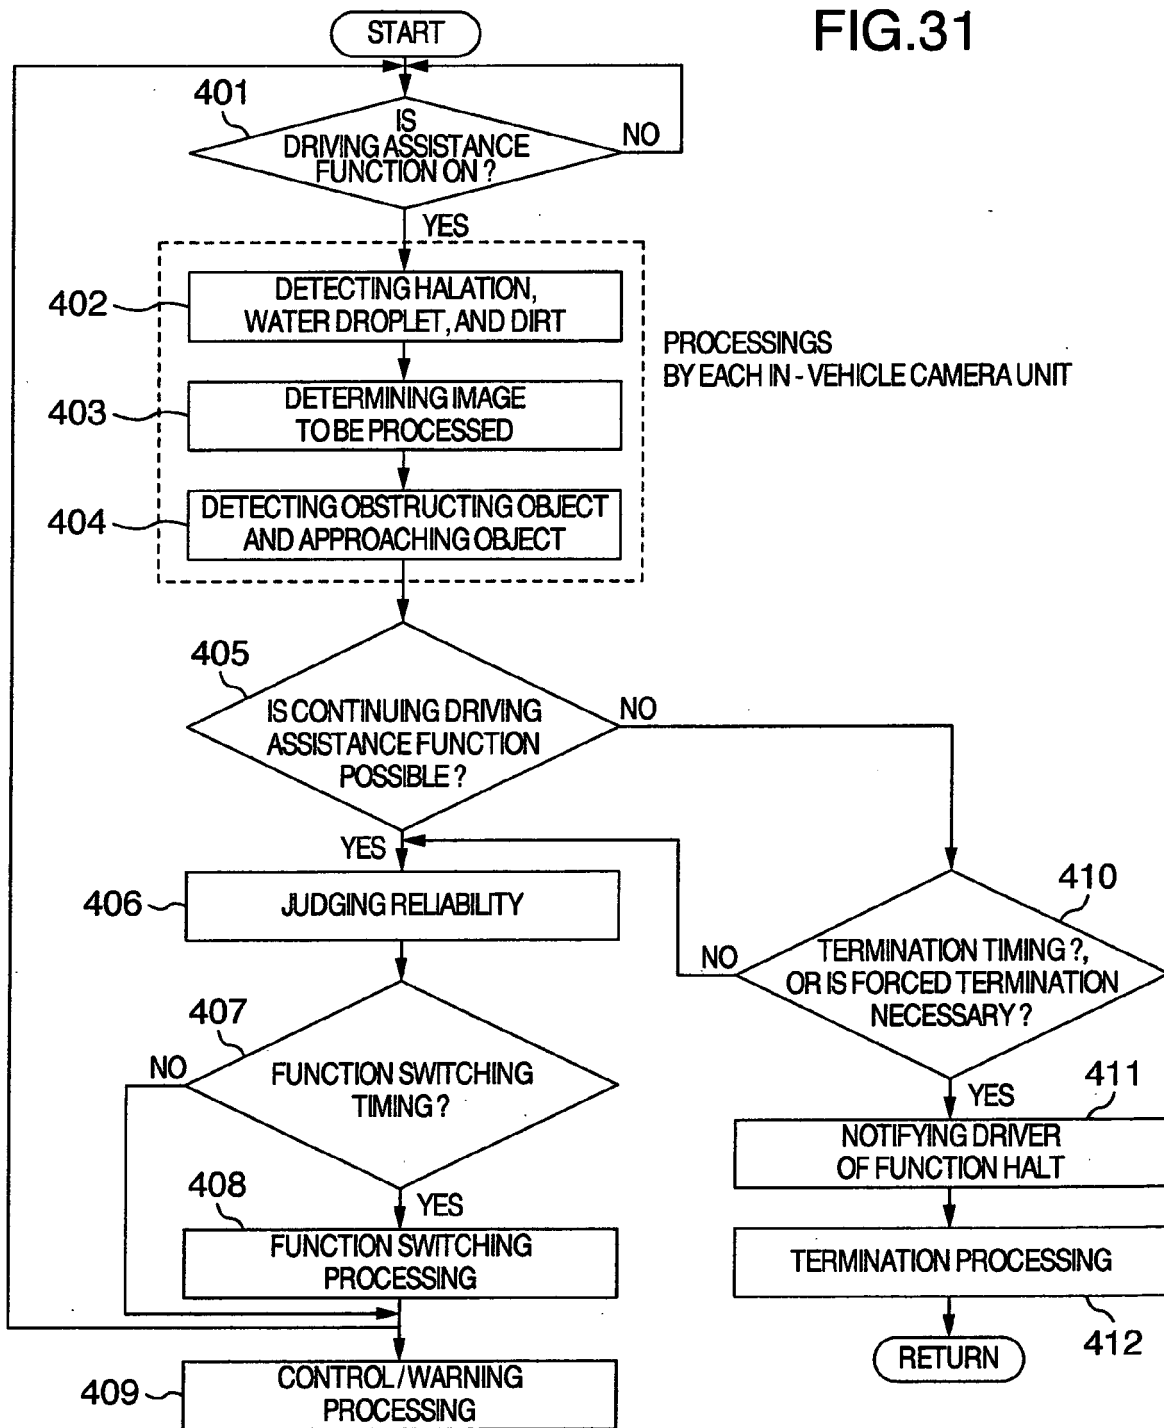 FIG.31
START
401
IS
DRIVING ASSISTANCE
FUNCTION ON ?
NO
YES
402
DETECTING HALATION,
WATER DROPLET, AND DIRT
PROCESSINGS
BY EACH IN - VEHICLE CAMERA UNIT
403
DETERMINING IMAGE
TO BE PROCESSED
404
DETECTING OBSTRUCTING OBJECT
AND APPROACHING OBJECT
405
IS CONTINUING DRIVING
ASSISTANCE FUNCTION
POSSIBLE ?
NO
YES
406
JUDGING RELIABILITY
410
TERMINATION TIMING ?,
OR IS FORCED TERMINATION
NECESSARY ?
NO
YES
407
FUNCTION SWITCHING
TIMING ?
NO
YES
411
NOTIFYING DRIVER
OF FUNCTION HALT
408
FUNCTION SWITCHING
PROCESSING
TERMINATION PROCESSING
412
RETURN
409
CONTROL / WARNING
PROCESSING